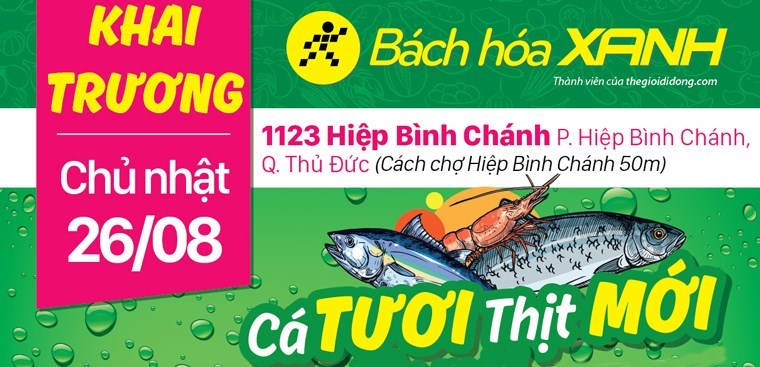 KHAI
TRƯƠNG
Chủ nhật
26/08
Bách hóa XANH
Thành viên của thegioididong.com
1123 Hiệp Bình Chánh P. Hiệp Bình Chánh,
Q. Thủ Đức (Cách chợ Hiệp Bình Chánh 50m)
Cá TƯƠI Thịt MỚI